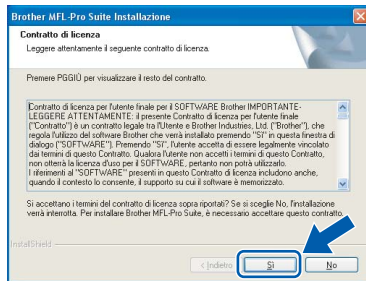 Brother MFL-Pro Suite Installazione
Contratto di licenza
Leggere attentamente il seguente contratto di licenza.
Premere PGGIÙ per visualizzare il resto del contratto.
Contratto di licenza per l'utente finale per il SOFTWARE Brother IMPORTANTE-
LEGGERE ATTENTAMENTE: il presente Contratto di licenza per l'utente finale
("Contratto") è un contratto legale tra l'Utente e Brother Industries, Ltd. ("Brother"), che
regola l'utilizzo del software Brother che verrà installato premendo "SI" in questa finestra di
dialogo ("SOFTWARE"). Premendo "SI", l'utente accetta di essere legalmente vincolato
dai termini di questo Contratto. Qualora l'utente non accetti i termini di questo Contratto,
non otterrà la licenza d'uso per il SOFTWARE, pertanto non potrà utilizzarlo.
I riferimenti al "SOFTWARE" presenti in questo Contratto di licenza includono anche,
quando il contesto lo consente, il supporto su cui il software è memorizzato.
Si accettano i termini del contratto di licenza sopra riportati? Se si sceglie No, l'installazione
verrà interrotta. Per installare Brother MFL-Pro Suite, è necessario accettare questo contratto.
InstallShield
< Indietro
Sì
No